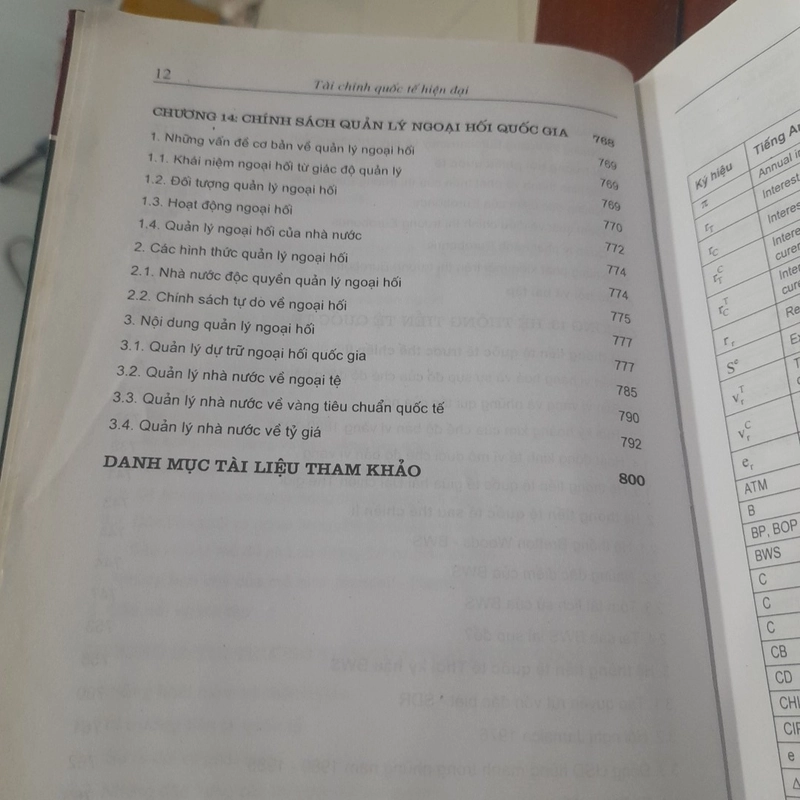 12
Tài chính quốc tế hiện đại
CHƯƠNG 14: CHÍNH SÁCH QUẢN LÝ NGOẠI HỐI QUỐC GIA 768
1. Những vấn đề cơ bản về quản lý ngoại hối 769
1.1. Khái niệm ngoại hối từ giác độ quản lý 769
1.2. Đối tượng quản lý ngoại hối 769
1.3. Hoạt động ngoại hối 770
1.4. Quản lý ngoại hối của nhà nước 772
2. Các hình thức quản lý ngoại hối 774
2.1. Nhà nước độc quyền quản lý ngoại hối 774
2.2. Chính sách tự do về ngoại hối 775
3. Nội dung quản lý ngoại hối 777
3.1. Quản lý dự trữ ngoại hối quốc gia 777
3.2. Quản lý nhà nước về ngoại tệ 785
3.3. Quản lý nhà nước về vàng tiêu chuẩn quốc tế 790
3.4. Quản lý nhà nước về tỷ giá 792
DANH MỤC TÀI LIỆU THAM KHẢO 800
Ký hiệu Tiếng
π Annual
r_T Interest
r_C Interes
r_T^C
r_C^T
r_r Re
S^e
v_r^T
v_r^C
e_r
ATM
B
BP, BOP
BWS
C
C
C
CB
CD
e
Δ